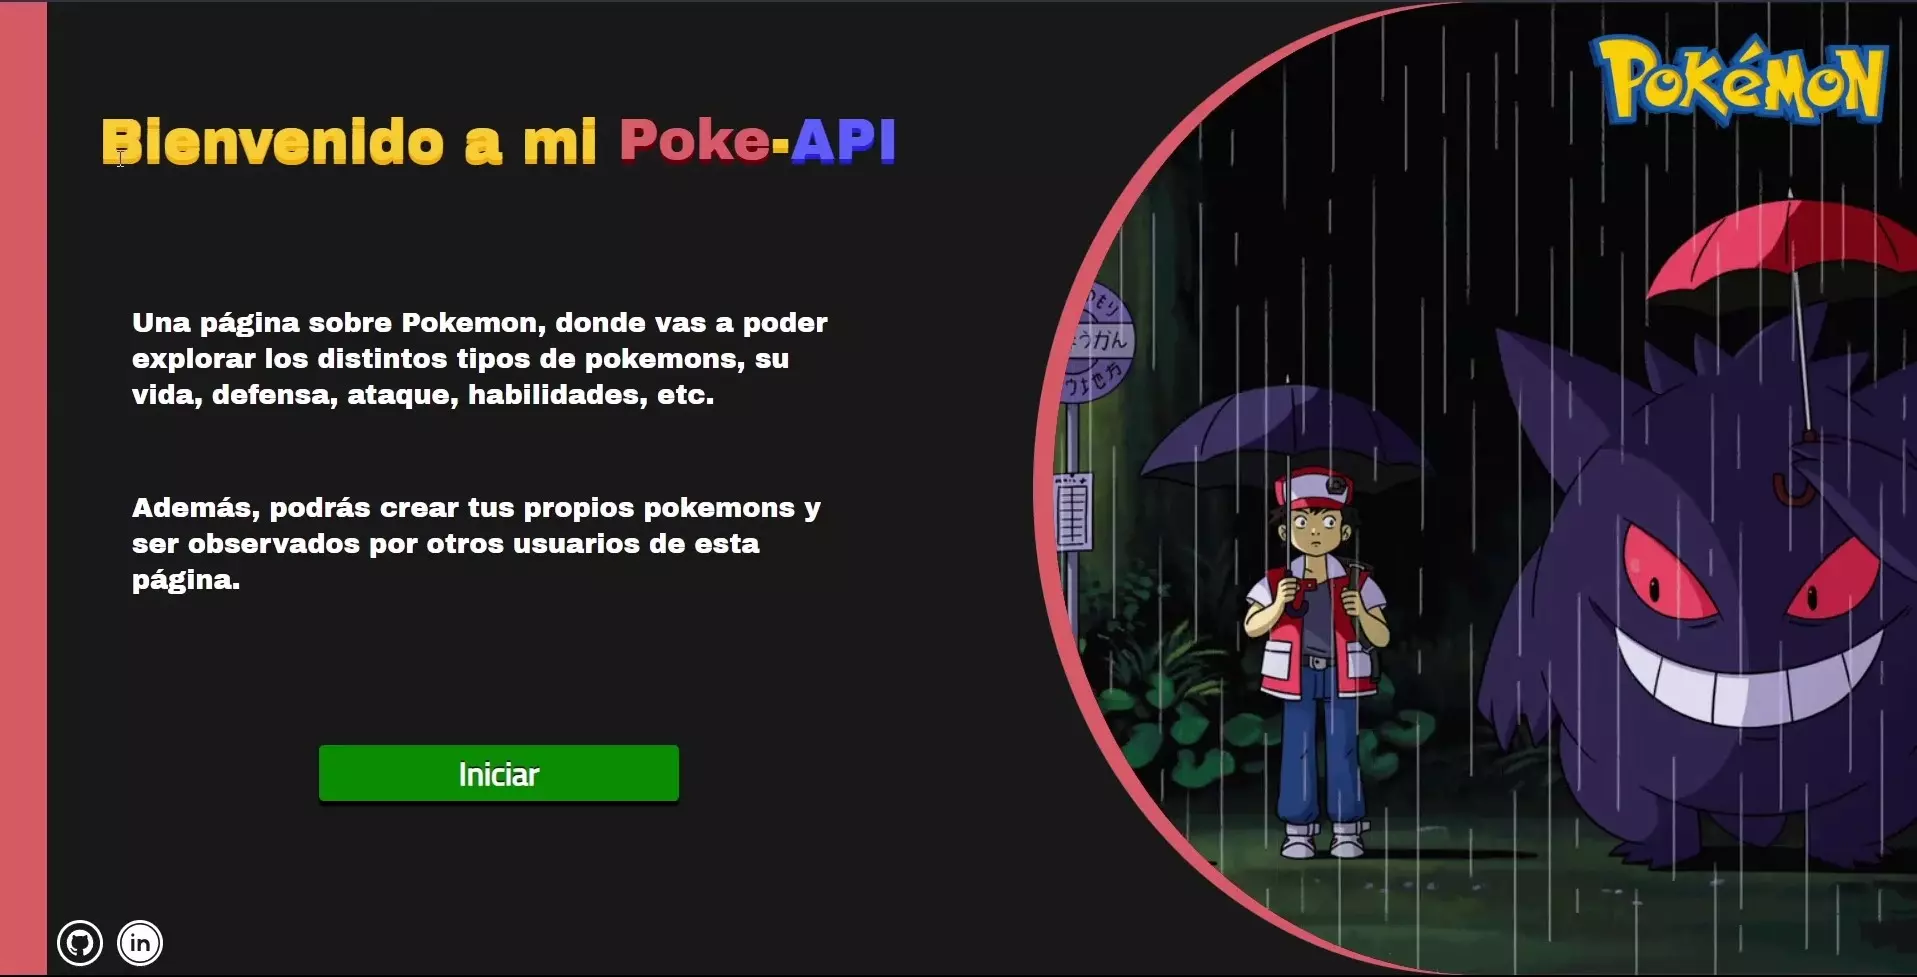 Bienvenido a mi Poke-API
POKéMON
Una página sobre Pokemon, donde vas a poder
explorar los distintos tipos de pokemons, su
vida, defensa, ataque, habilidades, etc.
Además, podrás crear tus propios pokemons y
ser observados por otros usuarios de esta
página.
Iniciar
in